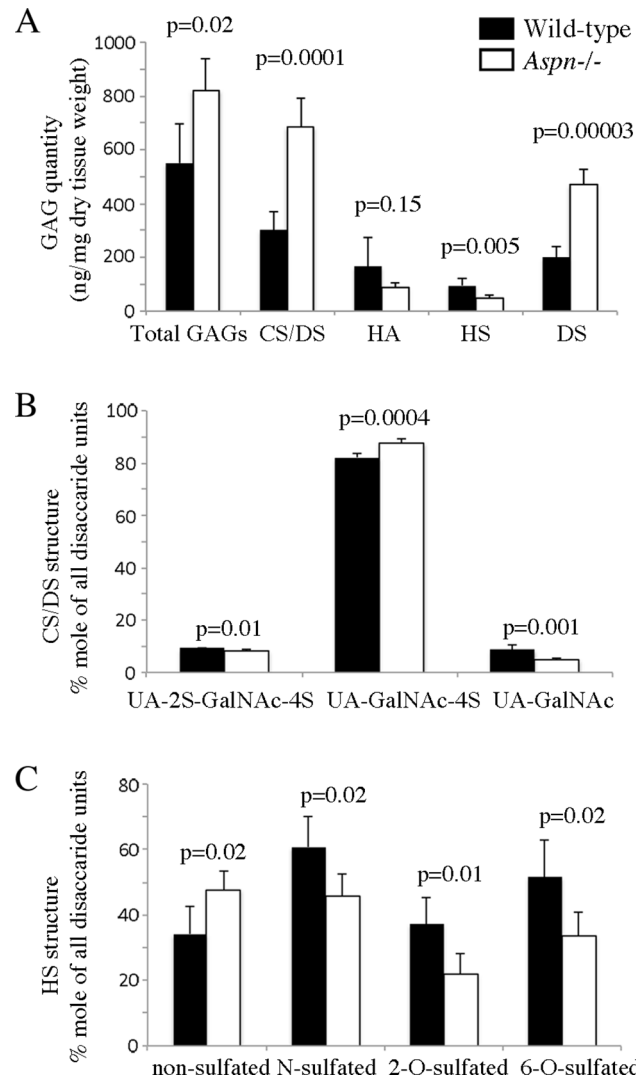 A
Wild-type
Aspn-/-
p=0.02
p=0.0001
p=0.00003
p=0.15
p=0.005
GAG quantity
(ng/mg dry tissue weight)
1000
800
600
400
200
0
Total GAGs CS/DS HA HS DS
B
p=0.0004
p=0.01
p=0.001
CS/DS structure
% mole of all disaccaride units
100
80
60
40
20
0
UA-2S-GalNAc-4S UA-GalNAc-4S UA-GalNAc
C
p=0.02
p=0.02
p=0.01
p=0.02
HS structure
% mole of all disaccaride units
80
60
40
20
0
non-sulfated N-sulfated 2-O-sulfated 6-O-sulfated